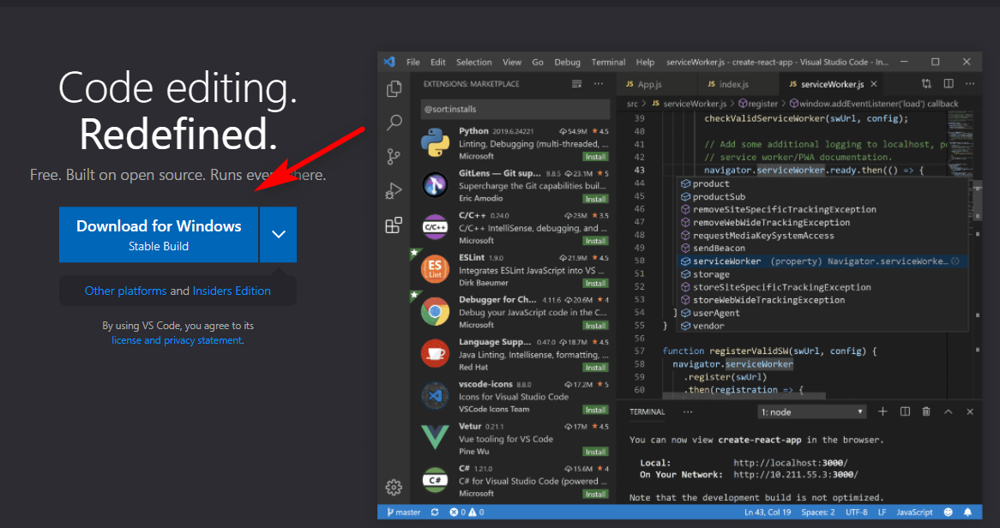 Code editing.
Redefined.
Free. Built on open source. Runs here.
Download for Windows
Stable Build
Other platforms and Insiders Edition
By using VS Code, you agree to its
license and privacy statement.
File Edit Selection View Go Debug Terminal Help serviceWorker.js - create-react-app - Visual Studio Code - In...
EXTENSIONS: MARKETPLACE ...
@sort:installs
Python 2019.6.24221 54.9M ★ 4.5
Linting, Debugging (multi-threaded, ...
Microsoft Install
GitLens — Git sup... 9.8.5 23.1M ★ 5
Supercharge the Git capabilities buil...
Eric Amodio Install
C/C++ 0.24.0 23M ★ 3.5
C/C++ IntelliSense, debugging, and ...
Microsoft Install
ESLint 1.9.0 21.9M ★ 4.5
Integrates ESLint JavaScript into VS ...
Dirk Baeumer Install
Debugger for Ch... 4.11.6 20.6M ★ 4
Debug your JavaScript code in the C...
Microsoft Install
Language Supp... 0.47.0 18.7M ★ 4.5
Java Linting, Intellisense, formatting, ...
Red Hat Install
vscode-icons 8.8.0 17.2M ★ 5
Icons for Visual Studio Code
VSCode Icons Team Install
Vetur 0.21.1 17M ★ 4.5
Vue tooling for VS Code
Pine Wu Install
C# 1.21.0 15.6M ★ 4
C# for Visual Studio Code (powered ...
Microsoft Install
C/C++
ES
Lint
C#
JS App.js JS index.js JS serviceWorker.js ...
src > JS serviceWorker.js > register > window.addEventListener('load') callback
39 checkValidServiceWorker(swUrl, config);
40
41 // Add some additional logging to localhost, p
42 // service worker/PWA documentation.
43 navigator.serviceWorker.ready.then(() => {
44 product
45 productSub
46 removeSiteSpecificTrackingException
47 removeWebWideTrackingException
48 requestMediaKeySystemAccess
49 sendBeacon
50 serviceWorker (property) Navigator.serviceWorke...
51 storage
52 storeSiteSpecificTrackingException
53 storeWebWideTrackingException
54 } userAgent
55 } vendor
56
57 function registerValidSW(swUrl, config) {
58 navigator.serviceWorker
59 .register(swUrl)
60 .then(registration => {
TERMINAL ... 1: node
You can now view create-react-app in the browser.
Local: http://localhost:3000/
On Your Network: http://10.211.55.3:3000/
Note that the development build is not optimized.
master 0 0 Ln 43, Col 19 Spaces: 2 UTF-8 LF JavaScript